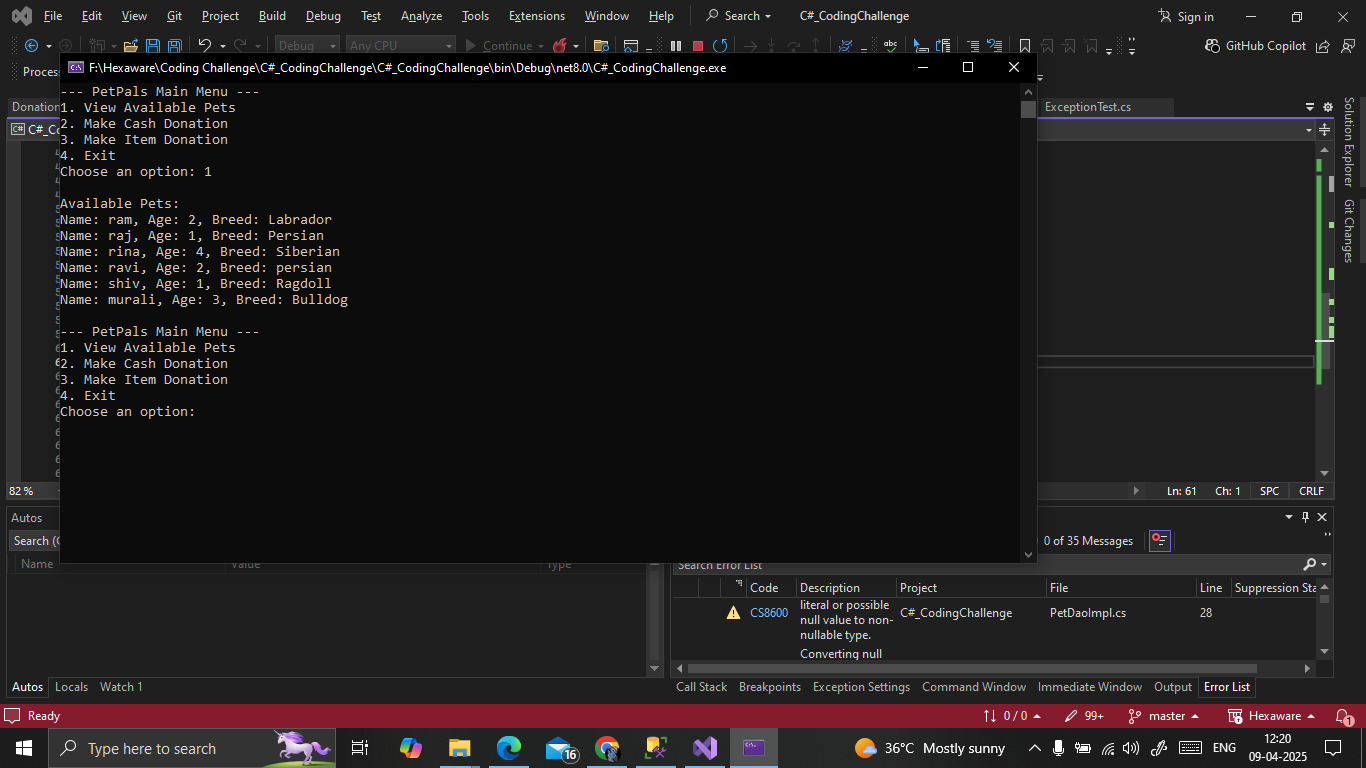 File Edit View Git Project Build Debug Test Analyze Tools Extensions Window Help Search C#_CodingChallenge Sign in
Debug Any CPU Continue GitHub Copilot
Proces
F:\Hexaware\Coding Challenge\C#_CodingChallenge\C#_CodingChallenge\bin\Debug\net8.0\C#_CodingChallenge.exe
Donation ExceptionTest.cs
C# C#_Co
--- PetPals Main Menu ---
1. View Available Pets
2. Make Cash Donation
3. Make Item Donation
4. Exit
Choose an option: 1
Available Pets:
Name: ram, Age: 2, Breed: Labrador
Name: raj, Age: 1, Breed: Persian
Name: rina, Age: 4, Breed: Siberian
Name: ravi, Age: 2, Breed: persian
Name: shiv, Age: 1, Breed: Ragdoll
Name: murali, Age: 3, Breed: Bulldog
--- PetPals Main Menu ---
1. View Available Pets
2. Make Cash Donation
3. Make Item Donation
4. Exit
Choose an option:
Solution Explorer
Git Changes
82 % Ln: 61 Ch: 1 SPC CRLF
Autos
Search (C
0 of 35 Messages
Name Value Type
Search Error List
Code Description Project File Line Suppression Sta
CS8600 literal or possible null value to non-nullable type. C#_CodingChallenge PetDaoImpl.cs 28
Converting null
Autos Locals Watch 1
Call Stack Breakpoints Exception Settings Command Window Immediate Window Output Error List
Ready 0 / 0 99+ master Hexaware 1
Type here to search 16 36°C Mostly sunny ENG 12:20
09-04-2025